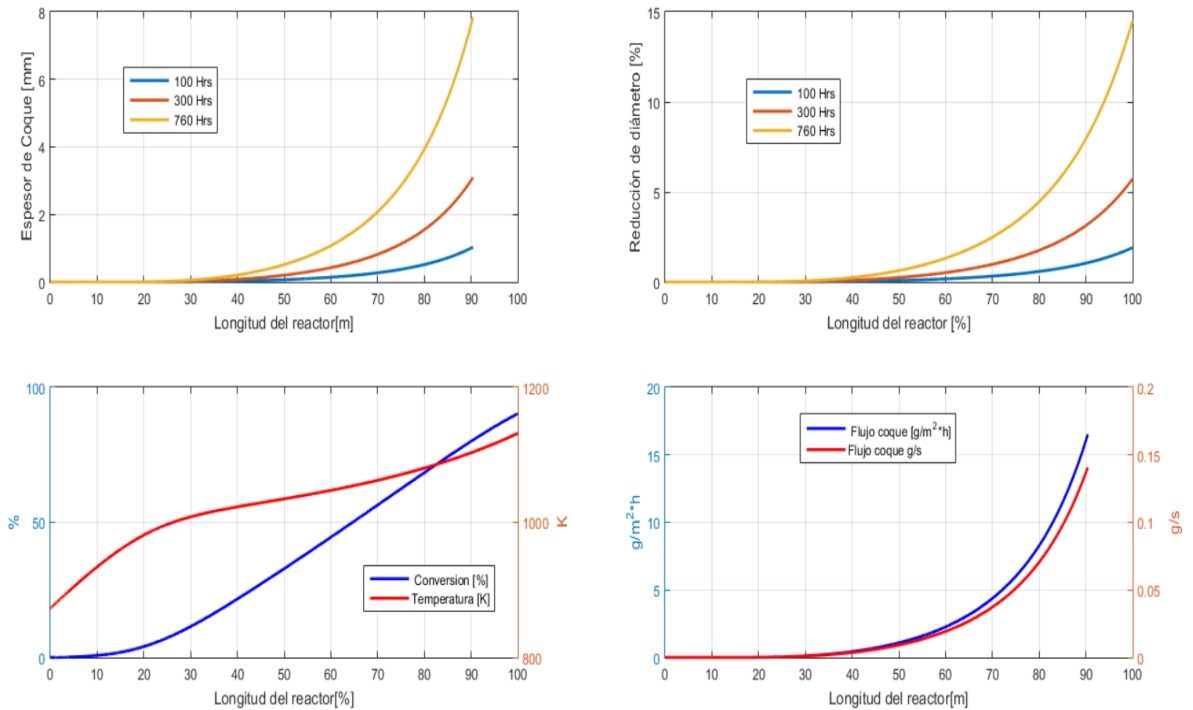 Espesor de Coque [mm]
8
6
4
2
0
100 Hrs
300 Hrs
760 Hrs
0 10 20 30 40 50 60 70 80 90 100
Longitud del reactor[m]
Reducción de diámetro [%]
15
10
5
0
100 Hrs
300 Hrs
760 Hrs
0 10 20 30 40 50 60 70 80 90 100
Longitud del reactor [%]
%
100
50
0
Conversion [%]
Temperatura [K]
1200
1000
800
K
0 10 20 30 40 50 60 70 80 90 100
Longitud del reactor[%]
g/m²*h
20
15
10
5
0
Flujo coque [g/m²*h]
Flujo coque g/s
0.2
0.15
0.1
0.05
0
g/s
0 10 20 30 40 50 60 70 80 90 100
Longitud del reactor[m]